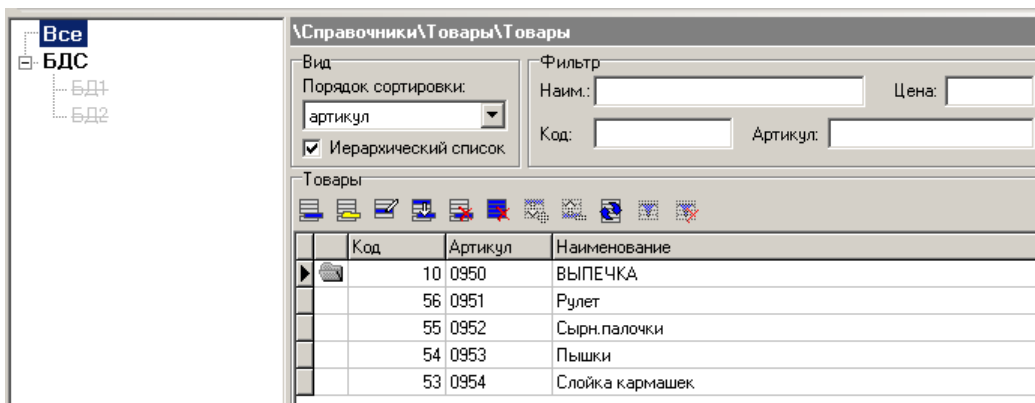 Все
БДС
БД1
БД2
\Справочники\Товары\Товары
Вид
Порядок сортировки:
артикул
Иерархический список
Фильтр
Наим.: Цена:
Код: Артикул:
Товары
Код Артикул Наименование
10 0950 ВЫПЕЧКА
56 0951 Рулет
55 0952 Сырн.палочки
54 0953 Пышки
53 0954 Слойка кармашек